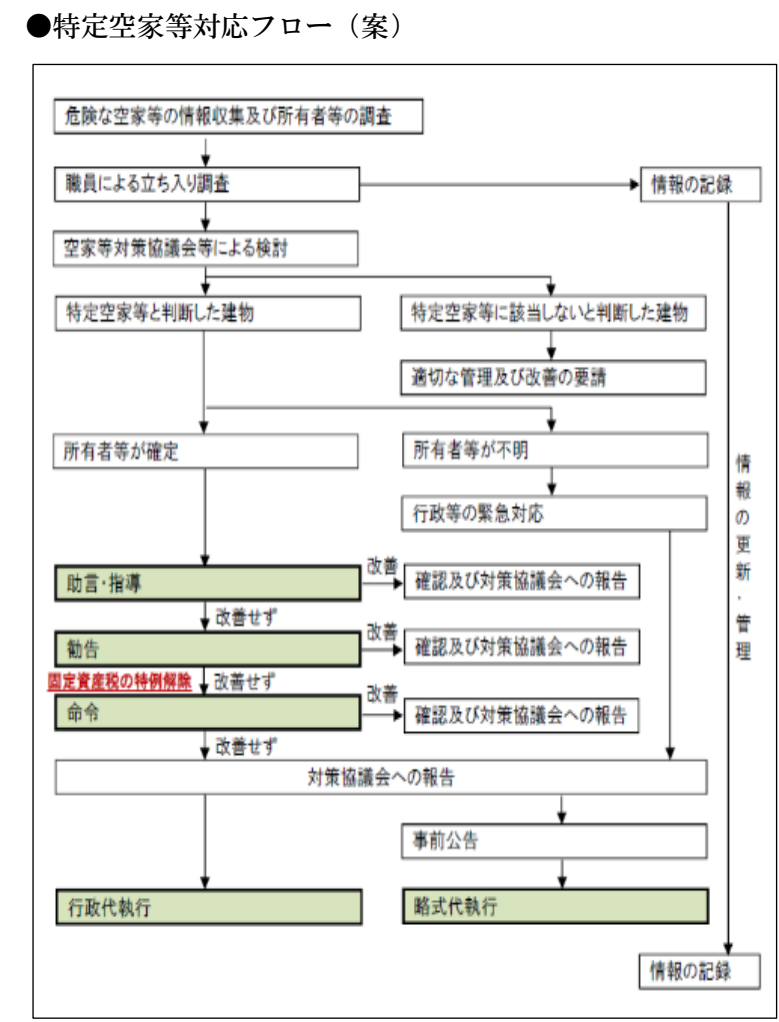 ●特定空家等対応フロー（案）
危険な空家等の情報収集及び所有者等の調査
職員による立ち入り調査
情報の記録
空家等対策協議会等による検討
特定空家等と判断した建物
特定空家等に該当しないと判断した建物
適切な管理及び改善の要請
所有者等が確定
所有者等が不明
行政等の緊急対応
情報の更新・管理
助言・指導
改善
確認及び対策協議会への報告
改善せず
勧告
改善
確認及び対策協議会への報告
固定資産税の特例解除
改善せず
命令
改善
確認及び対策協議会への報告
改善せず
対策協議会への報告
事前公告
行政代執行
略式代執行
情報の記録